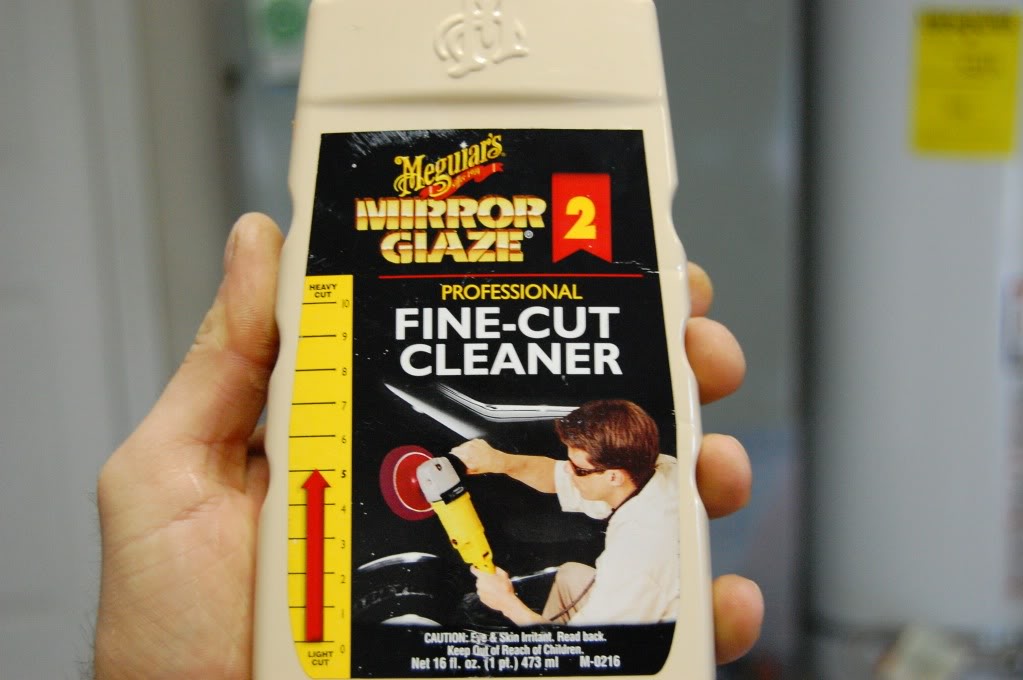 Meguiar's
MIRROR
GLAZE®
2
PROFESSIONAL
FINE-CUT
CLEANER
HEAVY
CUT
10
9
8
7
6
5
4
3
2
1
0
LIGHT
CUT
CAUTION: Eye & Skin Irritant. Read back.
Keep Out of Reach of Children.
Net 16 fl. oz. (1 pt.) 473 ml M-0216